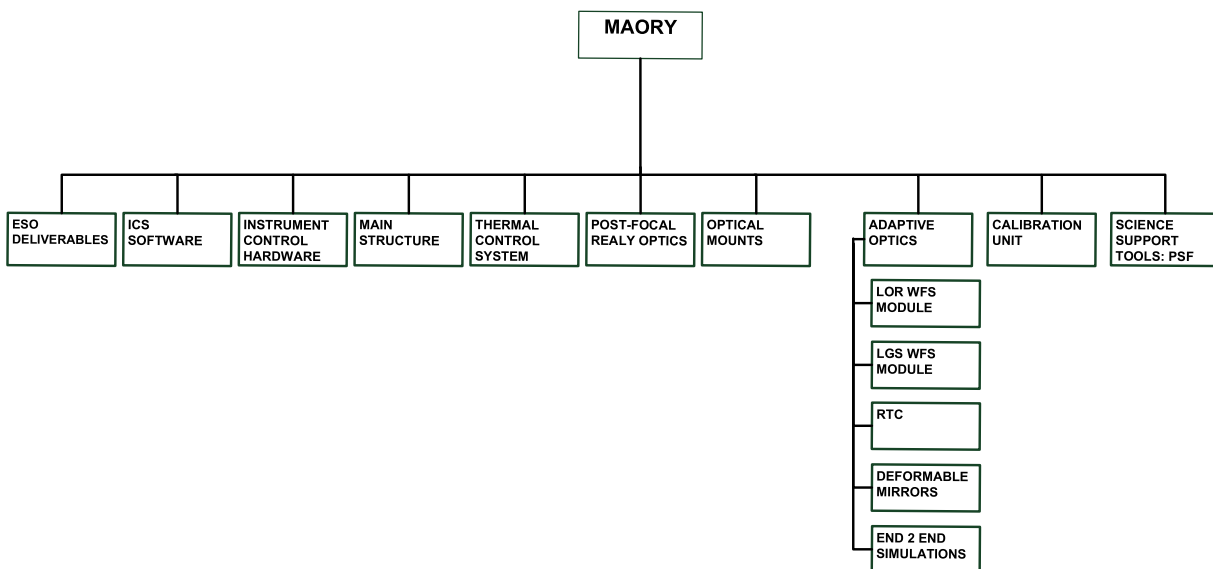 MAORY
ESO
DELIVERABLES
ICS
SOFTWARE
INSTRUMENT
CONTROL
HARDWARE
MAIN
STRUCTURE
THERMAL
CONTROL
SYSTEM
POST-FOCAL
REALY OPTICS
OPTICAL
MOUNTS
ADAPTIVE
OPTICS
CALIBRATION
UNIT
SCIENCE
SUPPORT
TOOLS: PSF
LOR WFS
MODULE
LGS WFS
MODULE
RTC
DEFORMABLE
MIRRORS
END 2 END
SIMULATIONS